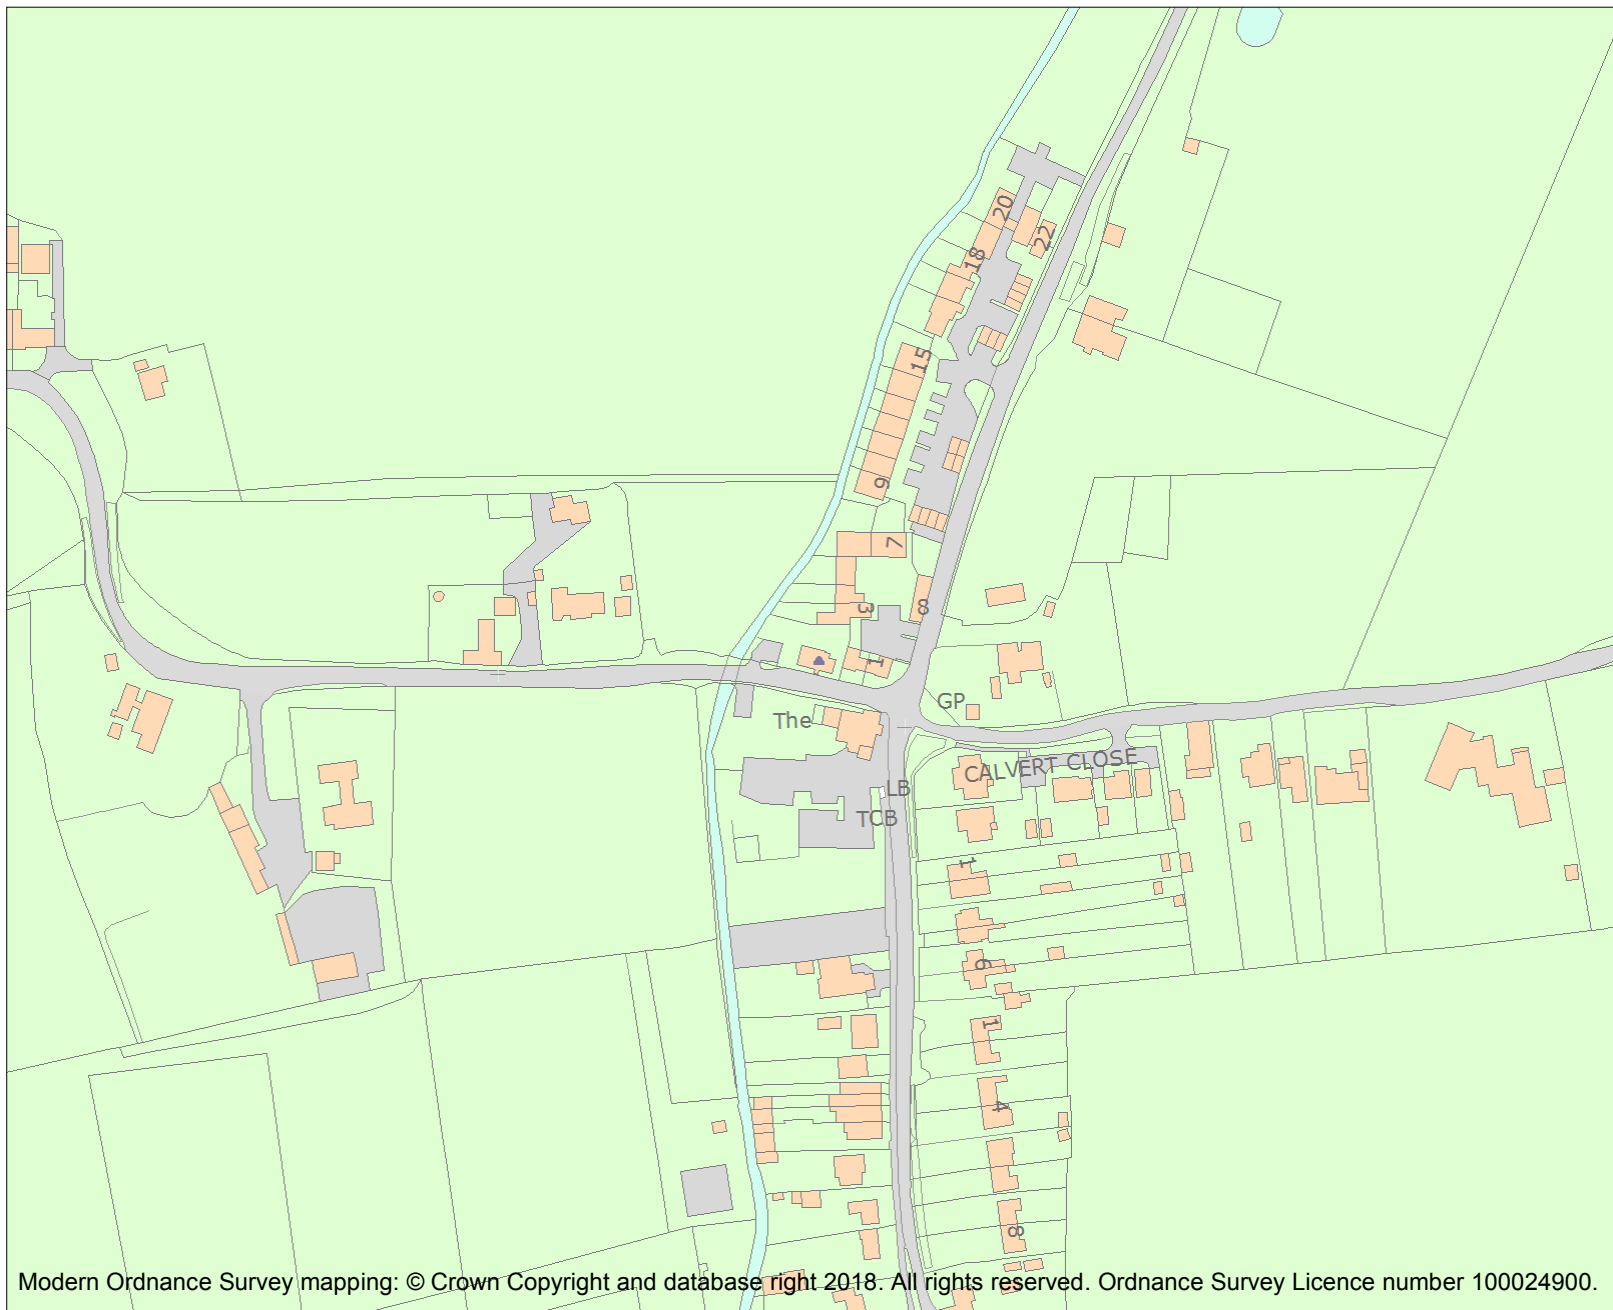 20
22
18
15
9
7
8
3
1
GP
The
CALVERT CLOSE
LB
TCB
1
6
1
4
8
Modern Ordnance Survey mapping: © Crown Copyright and database right 2018. All rights reserved. Ordnance Survey Licence number 100024900.